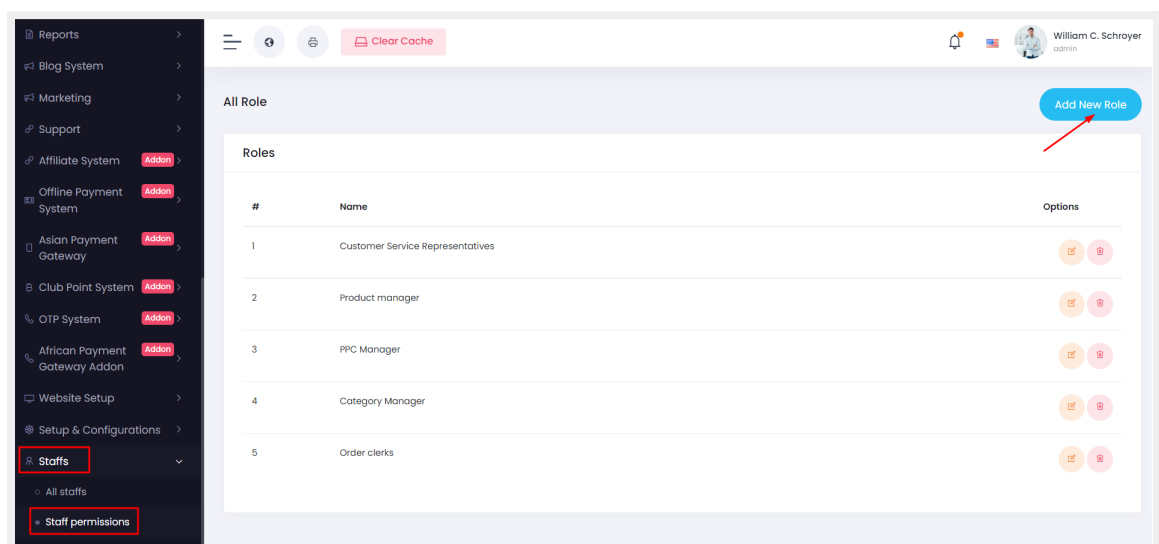 Reports
Blog System
Marketing
Support
Affiliate System Addon
Offline Payment Addon
System
Asian Payment Addon
Gateway
Club Point System Addon
OTP System Addon
African Payment Addon
Gateway Addon
Website Setup
Setup & Configurations
Staffs
All staffs
Staff permissions
Clear Cache
William C. Schroyer
admin
All Role
Add New Role
Roles
# Name Options
1 Customer Service Representatives
2 Product manager
3 PPC Manager
4 Category Manager
5 Order clerks